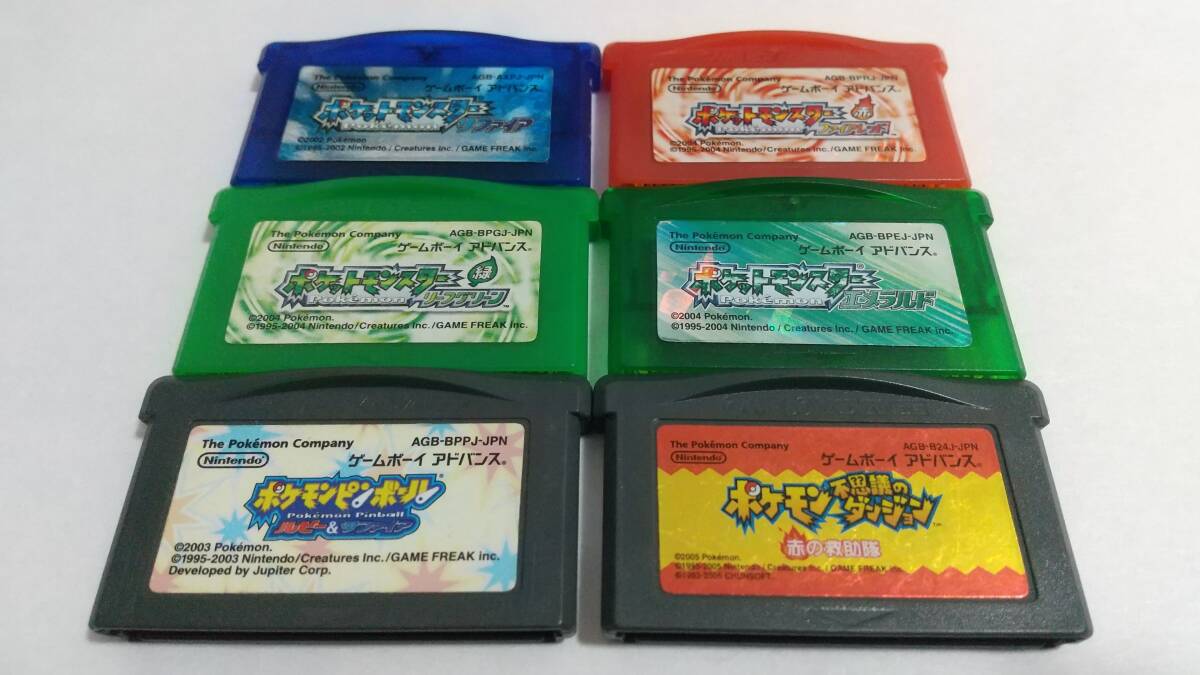 The Pokémon Company AGB-AXPJ-JPN
Nintendo ゲームボーイ アドバンス®
ポケットモンスター
Pokémon サファイア
©2002 Pokémon.
©1995-2002 Nintendo/Creatures Inc./GAME FREAK Inc.
The Pokémon Company AGB-BPRJ-JPN
Nintendo ゲームボーイ アドバンス®
ポケットモンスター 赤
Pokémon ファイアレッド
©2004 Pokémon.
©1995-2004 Nintendo/Creatures Inc./GAME FREAK inc.
The Pokémon Company AGB-BPGJ-JPN
Nintendo ゲームボーイ アドバンス®
ポケットモンスター 緑
Pokémon リーフグリーン™
©2004 Pokémon.
©1995-2004 Nintendo/Creatures Inc./GAME FREAK inc.
The Pokémon Company AGB-BPEJ-JPN
Nintendo ゲームボーイ アドバンス®
ポケットモンスター
Pokémon エメラルド
©2004 Pokémon.
©1995-2004 Nintendo/Creatures Inc./GAME FREAK inc.
The Pokémon Company AGB-BPPJ-JPN
Nintendo ゲームボーイ アドバンス®
ポケモンピンボール®
Pokémon Pinball
ルビー&サファイア
©2003 Pokémon.
©1995-2003 Nintendo/Creatures Inc./GAME FREAK inc.
Developed by Jupiter Corp.
The Pokémon Company AGB-B24J-JPN
Nintendo ゲームボーイ アドバンス®
ポケモン不思議のダンジョン™
赤の救助隊
©2005 Pokémon.
©1995-2005 Nintendo/Creatures Inc./GAME FREAK inc.
©1993-2005 CHUNSOFT.